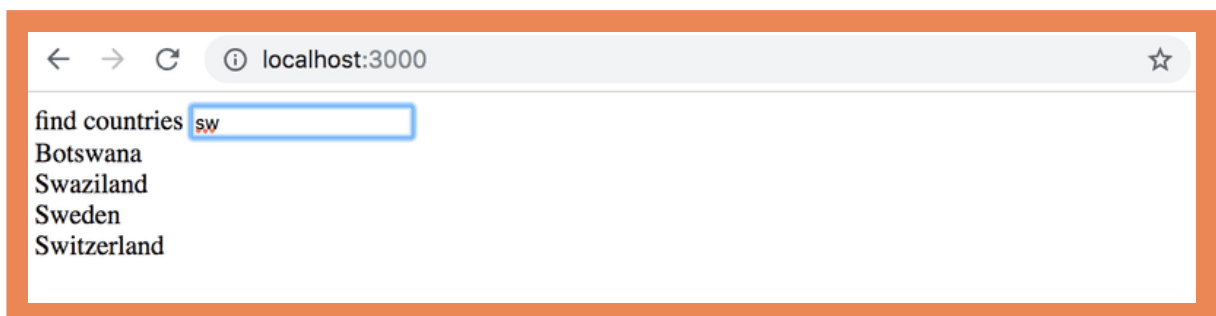 localhost:3000
find countries sw
Botswana
Swaziland
Sweden
Switzerland